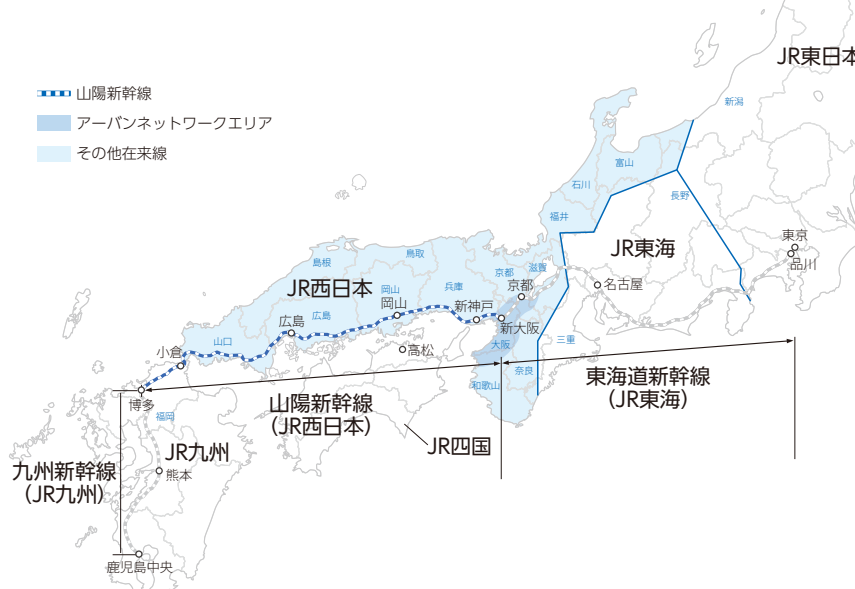 JR東日本
山陽新幹線
アーバンネットワークエリア
その他在来線
新潟
富山
石川
長野
福井
東京
JR東海
品川
島根
鳥取
京都
滋賀
JR西日本
岡山
兵庫
京都
名古屋
岡山
新神戸
広島
広島
新大阪
山口
大阪
三重
小倉
高松
奈良
東海道新幹線
(JR東海)
和歌山
博多
山陽新幹線
(JR西日本)
福岡
JR四国
JR九州
九州新幹線
(JR九州)
熊本
鹿児島中央